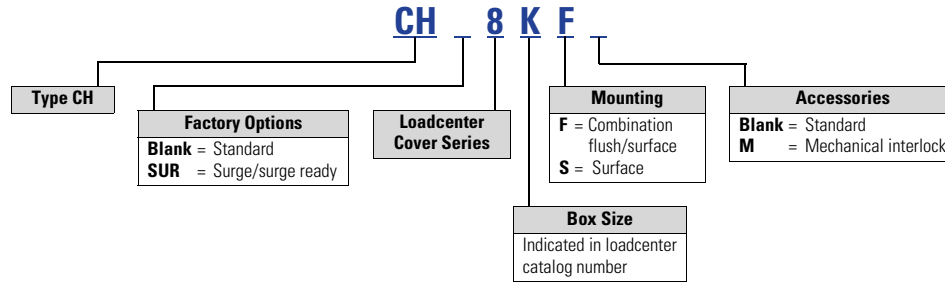 CH _ 8 K F _
Type CH
Factory Options
Blank = Standard
SUR = Surge/surge ready
Loadcenter
Cover Series
Mounting
F = Combination
flush/surface
S = Surface
Accessories
Blank = Standard
M = Mechanical interlock
Box Size
Indicated in loadcenter
catalog number